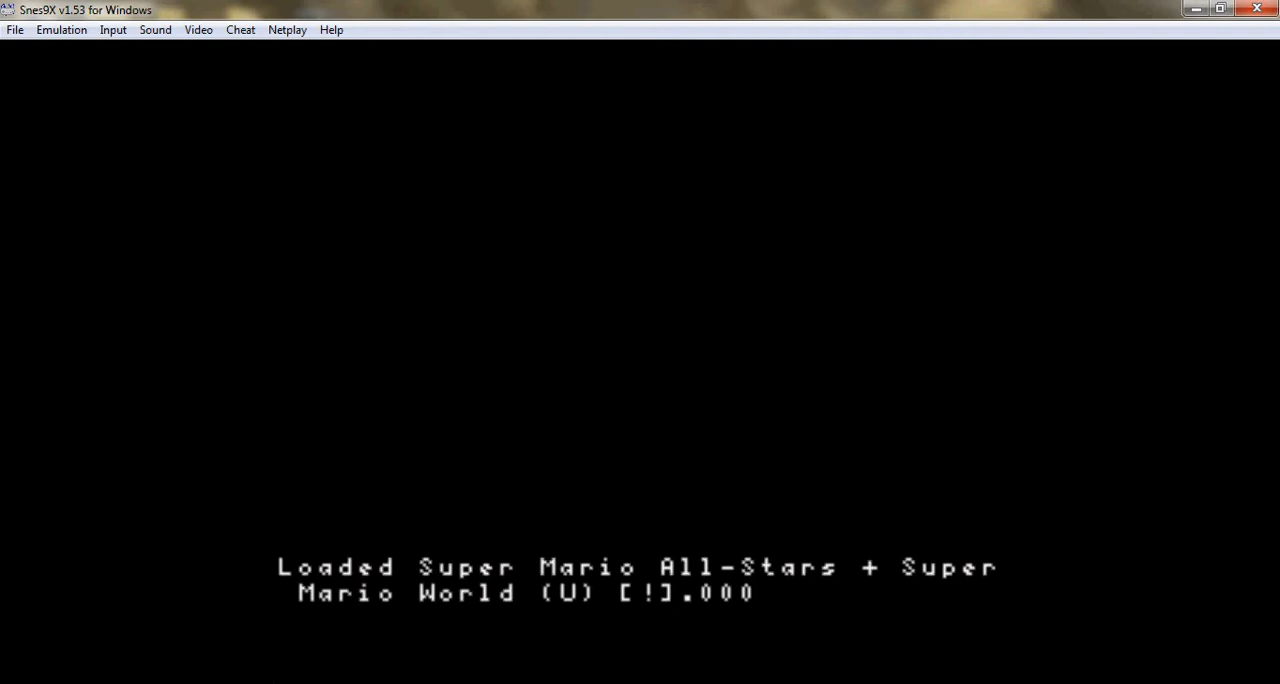 Snes9X v1.53 for Windows
File Emulation Input Sound Video Cheat Netplay Help
Loaded Super Mario All-Stars + Super
Mario World (U) [!].000